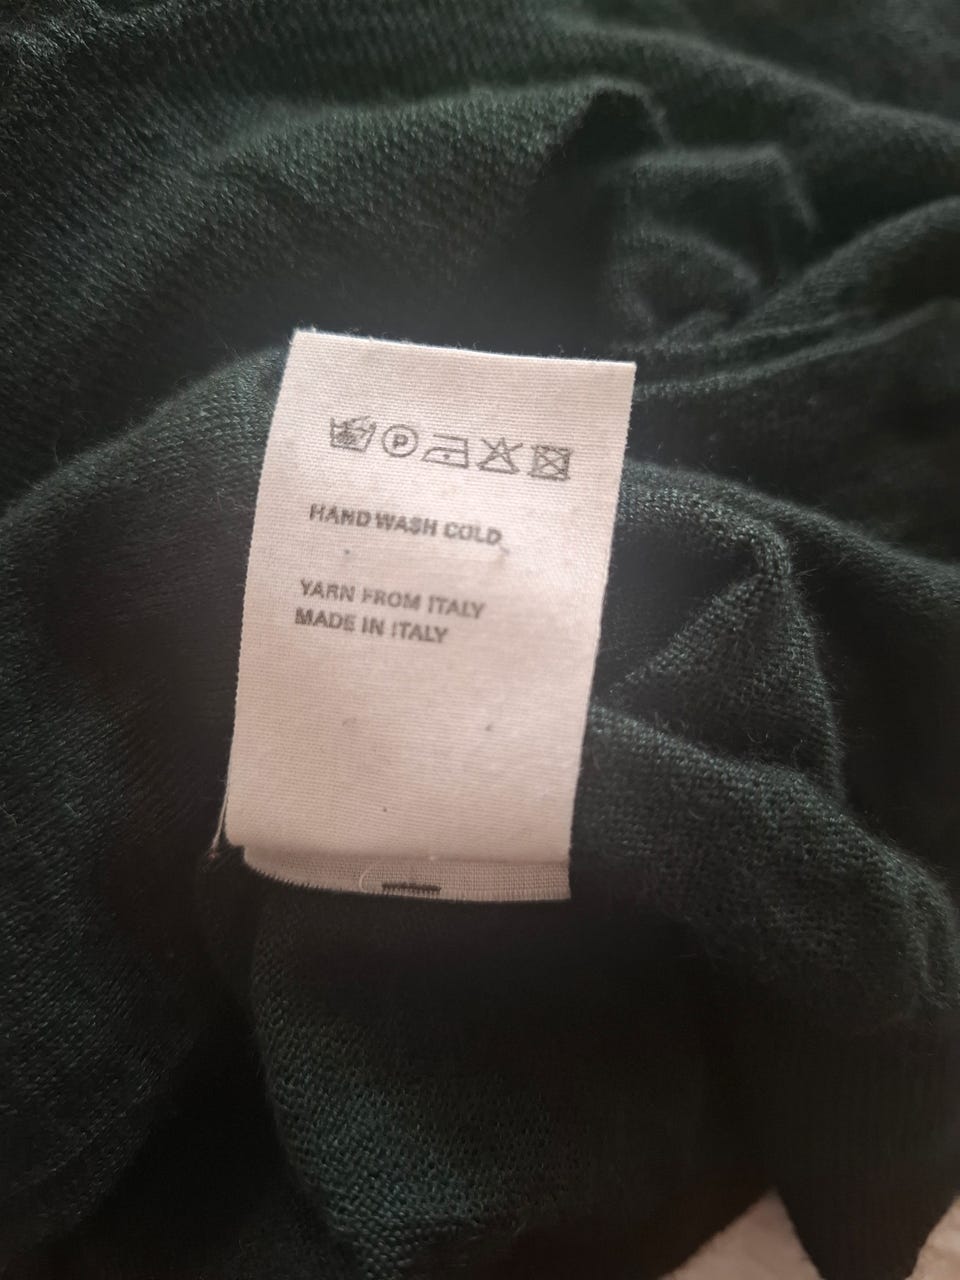 P
HAND WASH COLD
YARN FROM ITALY
MADE IN ITALY